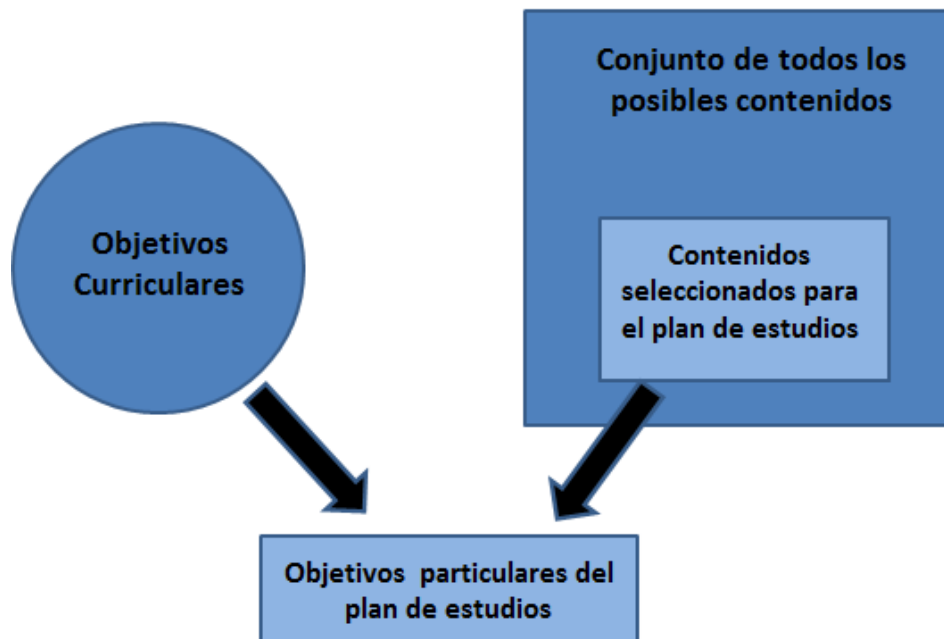 Conjunto de todos los
posibles contenidos
Objetivos
Curriculares
Contenidos
seleccionados para
el plan de estudios
Objetivos particulares del
plan de estudios